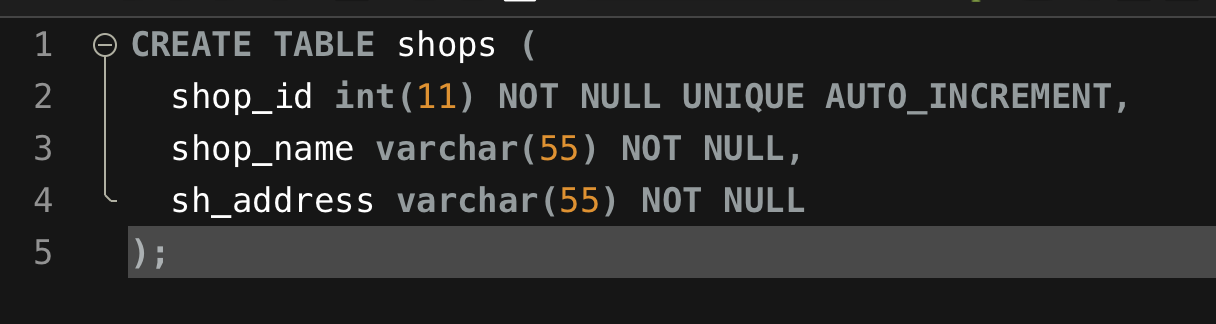 1 CREATE TABLE shops (
2 shop_id int(11) NOT NULL UNIQUE AUTO_INCREMENT,
3 shop_name varchar(55) NOT NULL,
4 sh_address varchar(55) NOT NULL
5 );